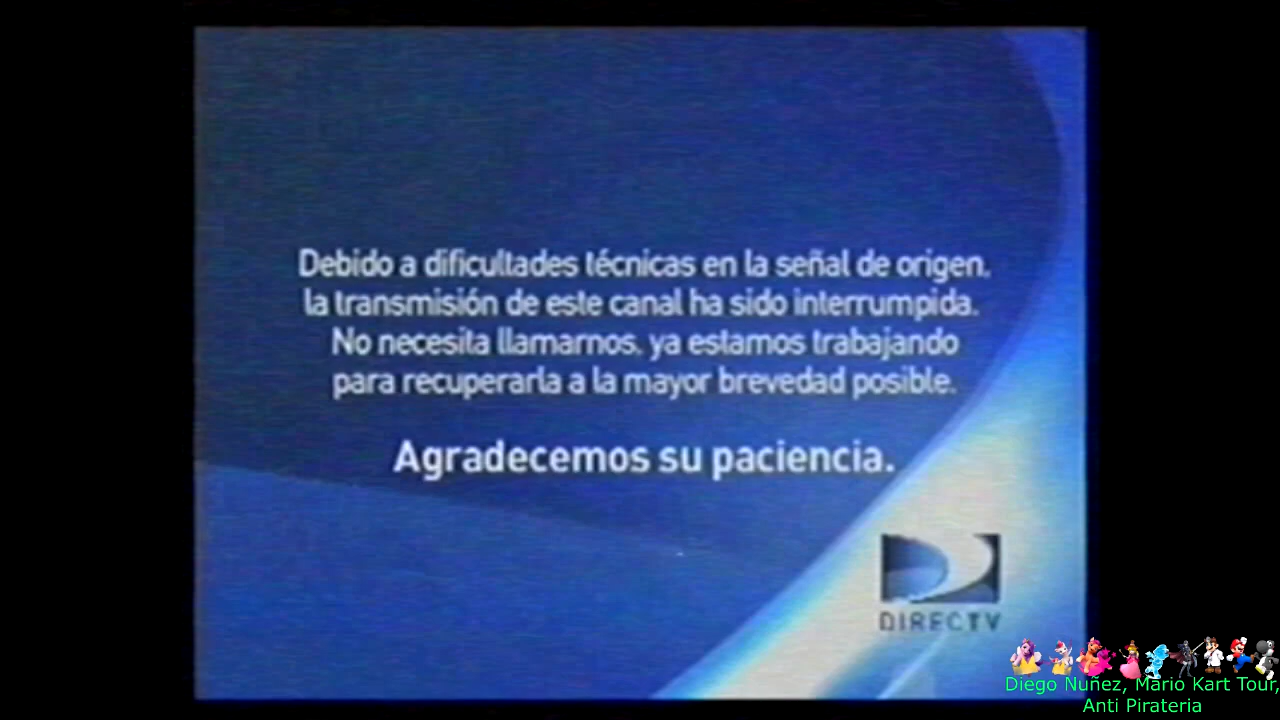 Debido a dificultades técnicas en la señal de origen,
la transmisión de este canal ha sido interrumpida.
No necesita llamarnos, ya estamos trabajando
para recuperarla a la mayor brevedad posible.
Agradecemos su paciencia.
DIRECTV
Diego Nuñez, Mario Kart Tour,
Anti Pirateria